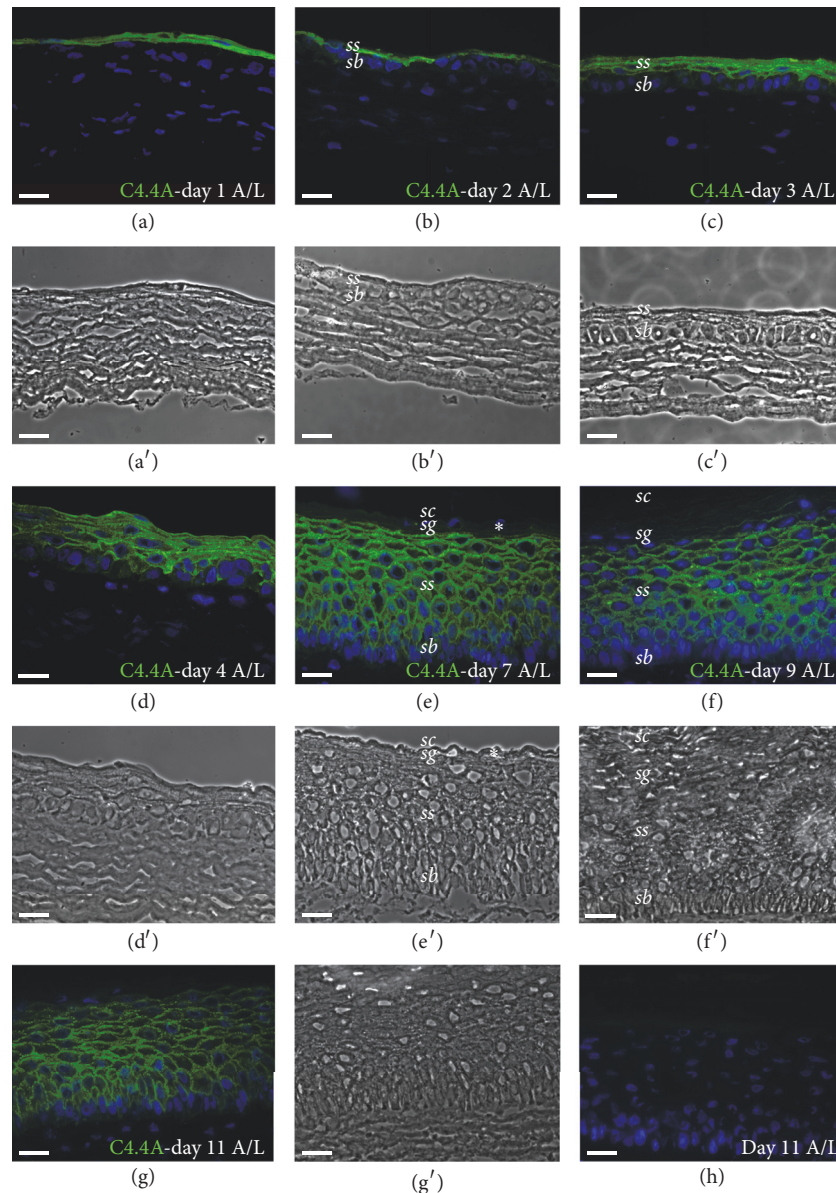 ss
sb
ss
sb
C4.4A-day 1 A/L
C4.4A-day 2 A/L
C4.4A-day 3 A/L
(a)
(b)
(c)
ss
sb
ss
sb
(a′)
(b′)
(c′)
sc
sg
*
ss
sb
sc
sg
ss
sb
C4.4A-day 4 A/L
C4.4A-day 7 A/L
C4.4A-day 9 A/L
(d)
(e)
(f)
sc
sg
*
ss
sb
sc
sg
ss
sb
(d′)
(e′)
(f′)
C4.4A-day 11 A/L
Day 11 A/L
(g)
(g′)
(h)